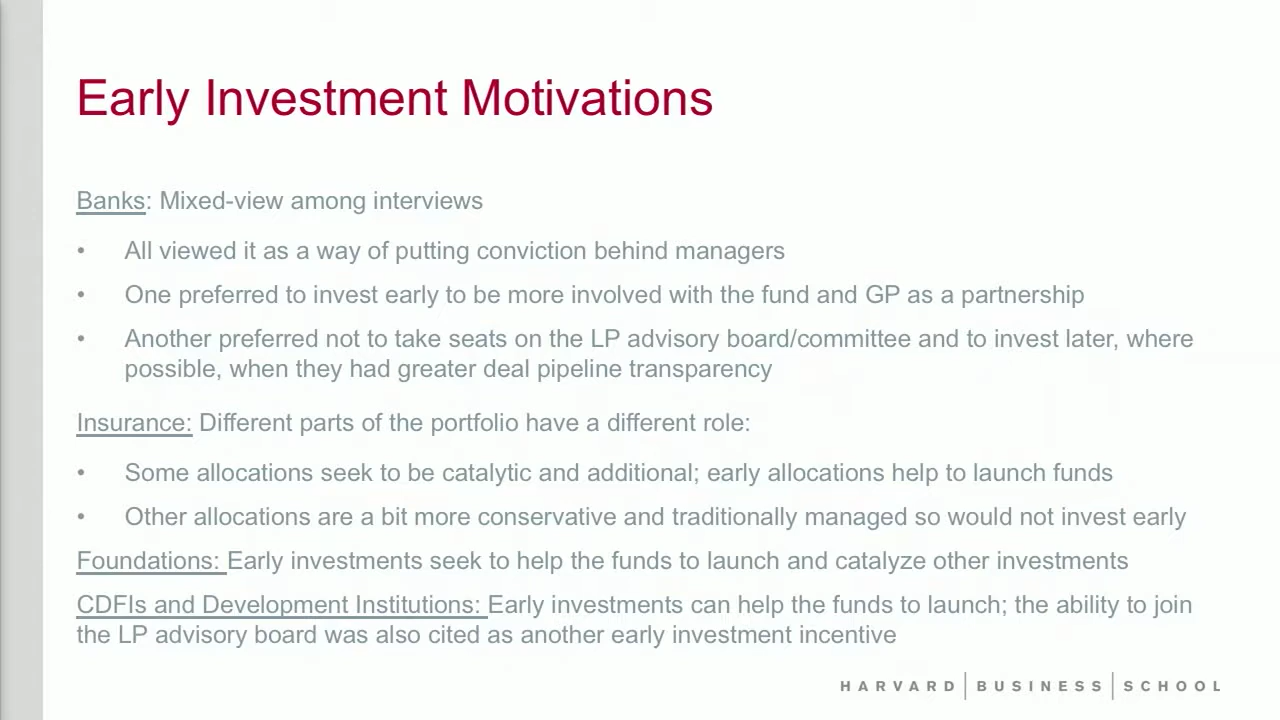 Early Investment Motivations
Banks: Mixed-view among interviews
• All viewed it as a way of putting conviction behind managers
• One preferred to invest early to be more involved with the fund and GP as a partnership
• Another preferred not to take seats on the LP advisory board/committee and to invest later, where
possible, when they had greater deal pipeline transparency
Insurance: Different parts of the portfolio have a different role:
• Some allocations seek to be catalytic and additional; early allocations help to launch funds
• Other allocations are a bit more conservative and traditionally managed so would not invest early
Foundations: Early investments seek to help the funds to launch and catalyze other investments
CDFIs and Development Institutions: Early investments can help the funds to launch; the ability to join
the LP advisory board was also cited as another early investment incentive
HARVARD | BUSINESS | SCHOOL